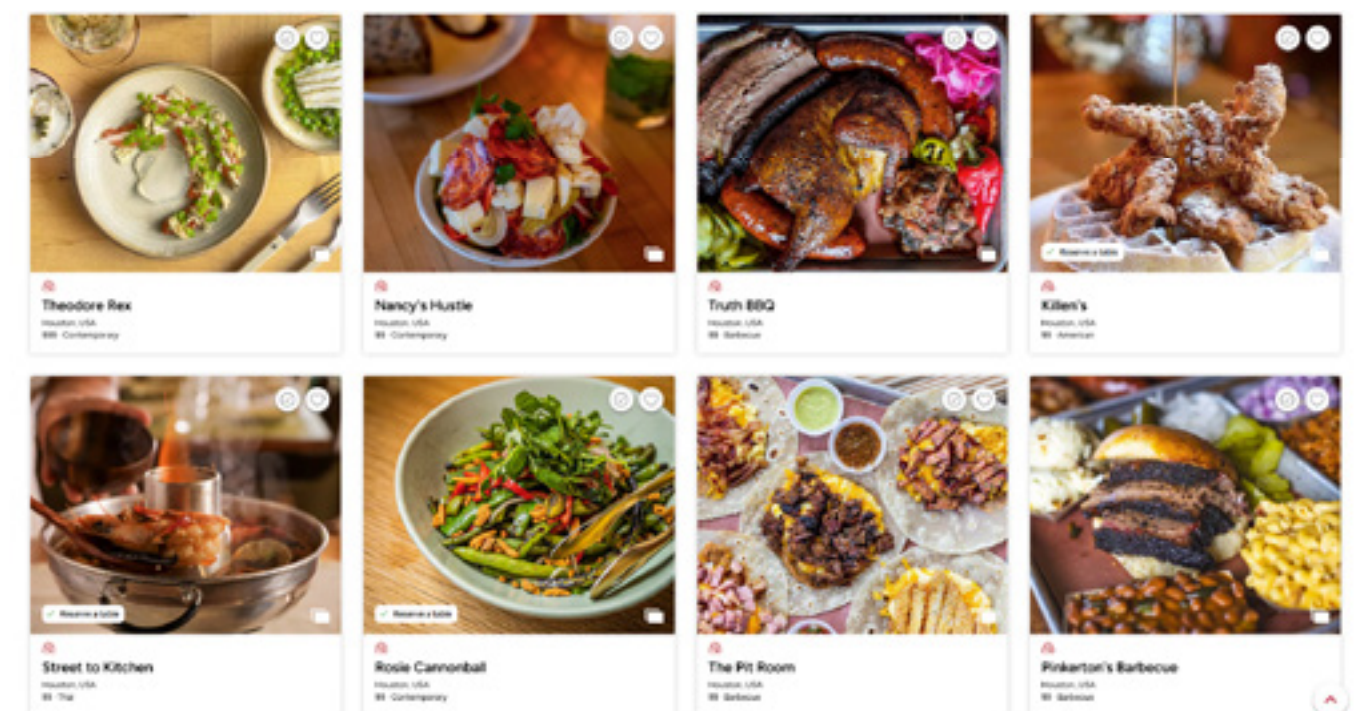 Theodore Rex
Houston, USA
$$$ · Contemporary
Nancy's Hustle
Houston, USA
$$ · Contemporary
Truth BBQ
Houston, USA
$$ · Barbecue
Reserve a table
Killen's
Houston, USA
$$ · American
Reserve a table
Street to Kitchen
Houston, USA
$$ · Thai
Reserve a table
Rosie Cannonball
Houston, USA
$$ · Contemporary
The Pit Room
Houston, USA
$$ · Barbecue
Pinkerton's Barbecue
Houston, USA
$$ · Barbecue